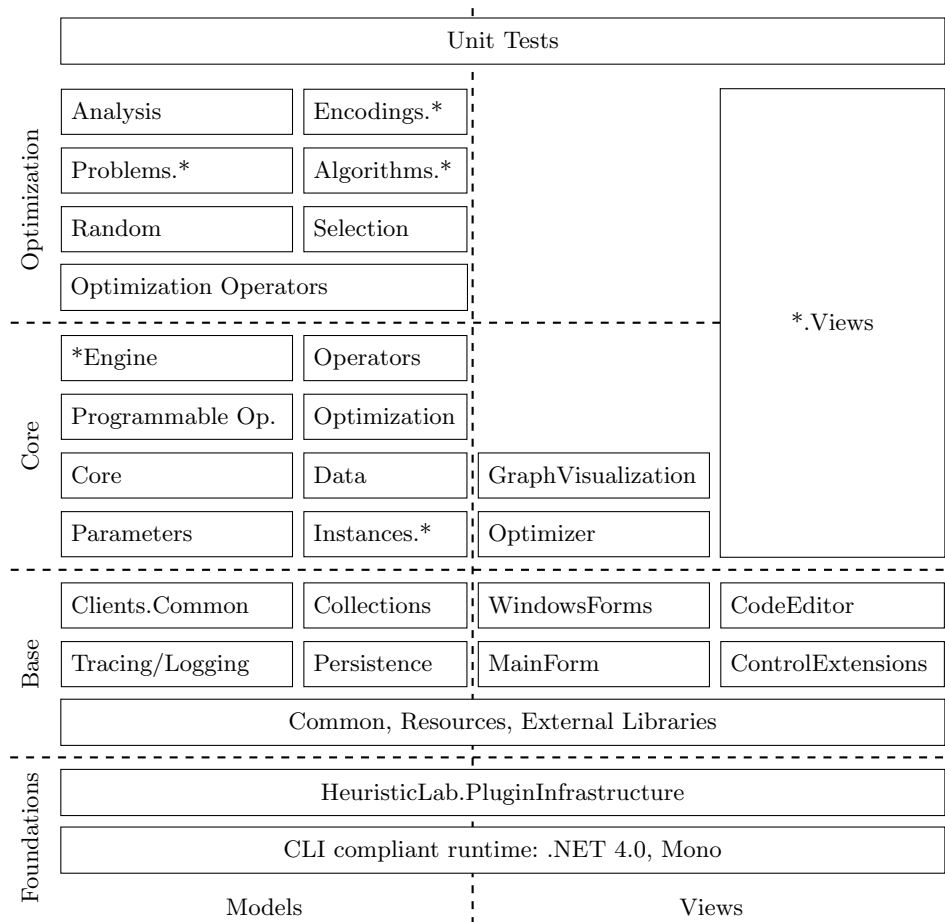 Unit Tests
Optimization
Analysis
Encodings.*
Problems.*
Algorithms.*
Random
Selection
Optimization Operators
*.Views
Core
*Engine
Operators
Programmable Op.
Optimization
Core
Data
GraphVisualization
Parameters
Instances.*
Optimizer
Base
Clients.Common
Collections
WindowsForms
CodeEditor
Tracing/Logging
Persistence
MainForm
ControlExtensions
Common, Resources, External Libraries
Foundations
HeuristicLab.PluginInfrastructure
CLI compliant runtime: .NET 4.0, Mono
Models
Views